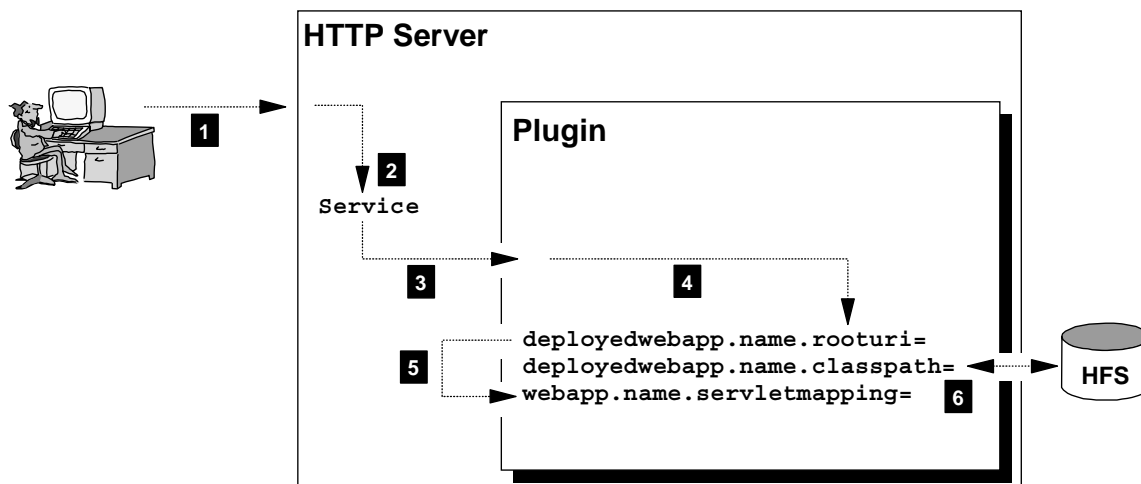 HTTP Server
1
Plugin
2
Service
3
4
deployedwebapp.name.rooturi=
5
deployedwebapp.name.classpath=
HFS
webapp.name.servletmapping=
6